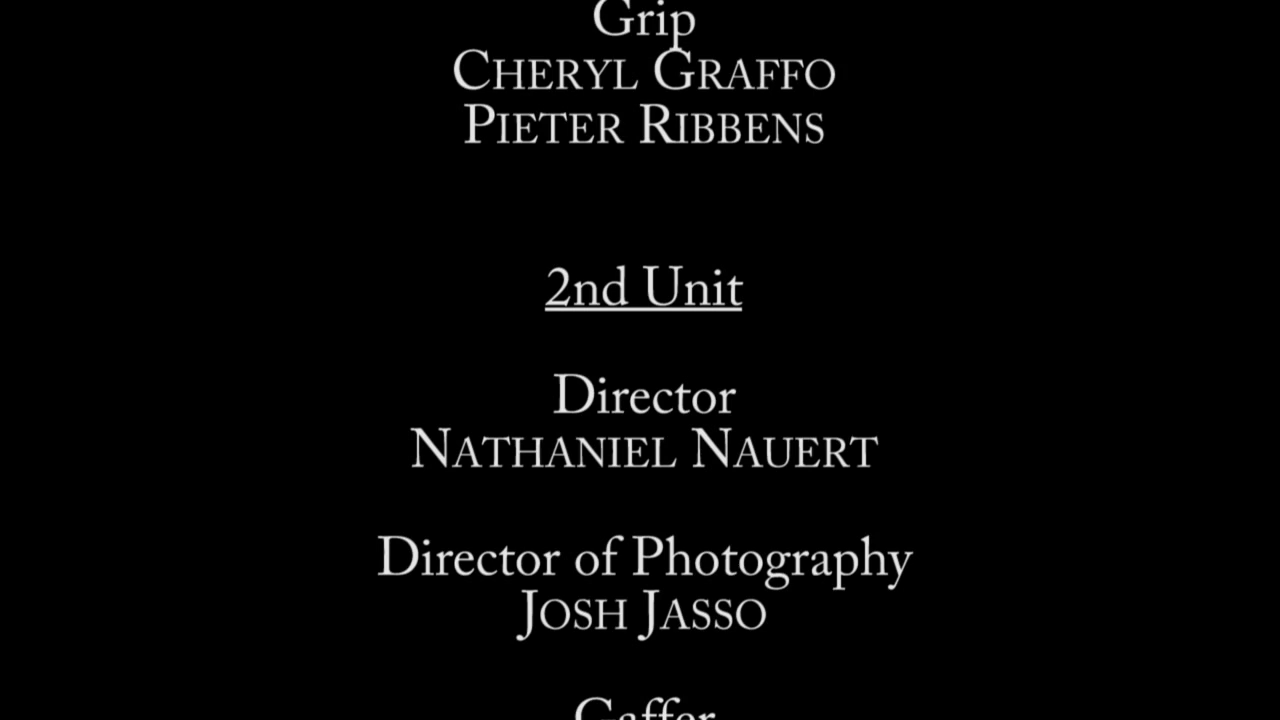 Grip
CHERYL GRAFFO
PIETER RIBBENS
2nd Unit
Director
NATHANIEL NAUERT
Director of Photography
JOSH JASSO
Gaffer